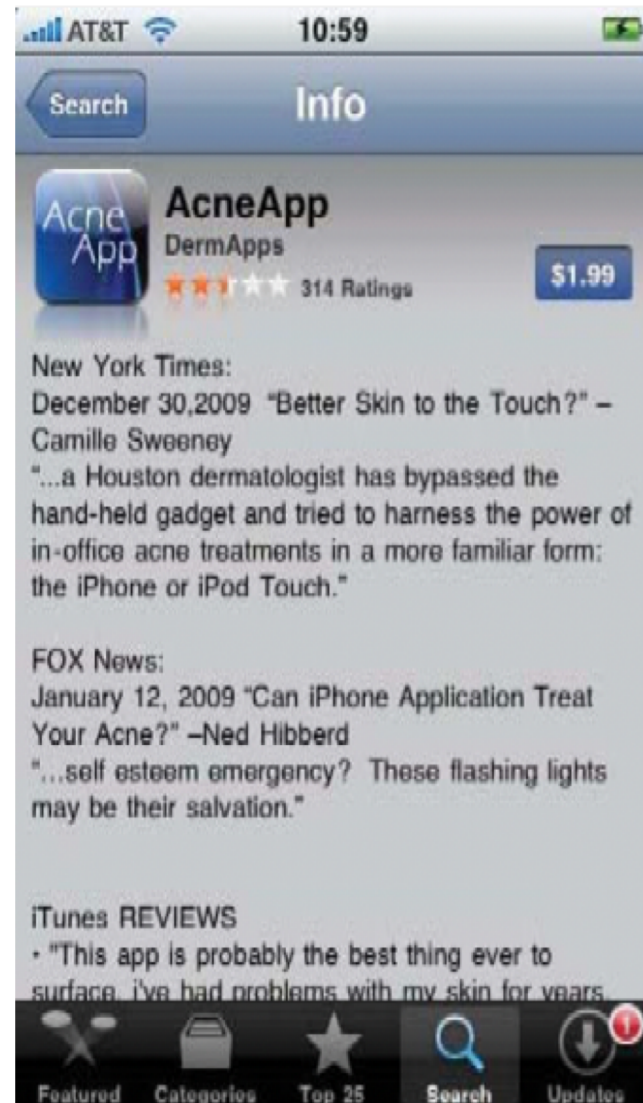 AT&T 10:59
Search Info
Acne
App
AcneApp
DermApps
314 Ratings
$1.99
New York Times:
December 30,2009 “Better Skin to the Touch?” –
Camille Sweeney
“...a Houston dermatologist has bypassed the
hand-held gadget and tried to harness the power of
in-office acne treatments in a more familiar form:
the iPhone or iPod Touch.”
FOX News:
January 12, 2009 “Can iPhone Application Treat
Your Acne?” –Ned Hibberd
“...self esteem emergency? These flashing lights
may be their salvation.”
iTunes REVIEWS
· "This app is probably the best thing ever to
surface. i've had problems with my skin for years.
1
Featured Categories Top 25 Search Updates